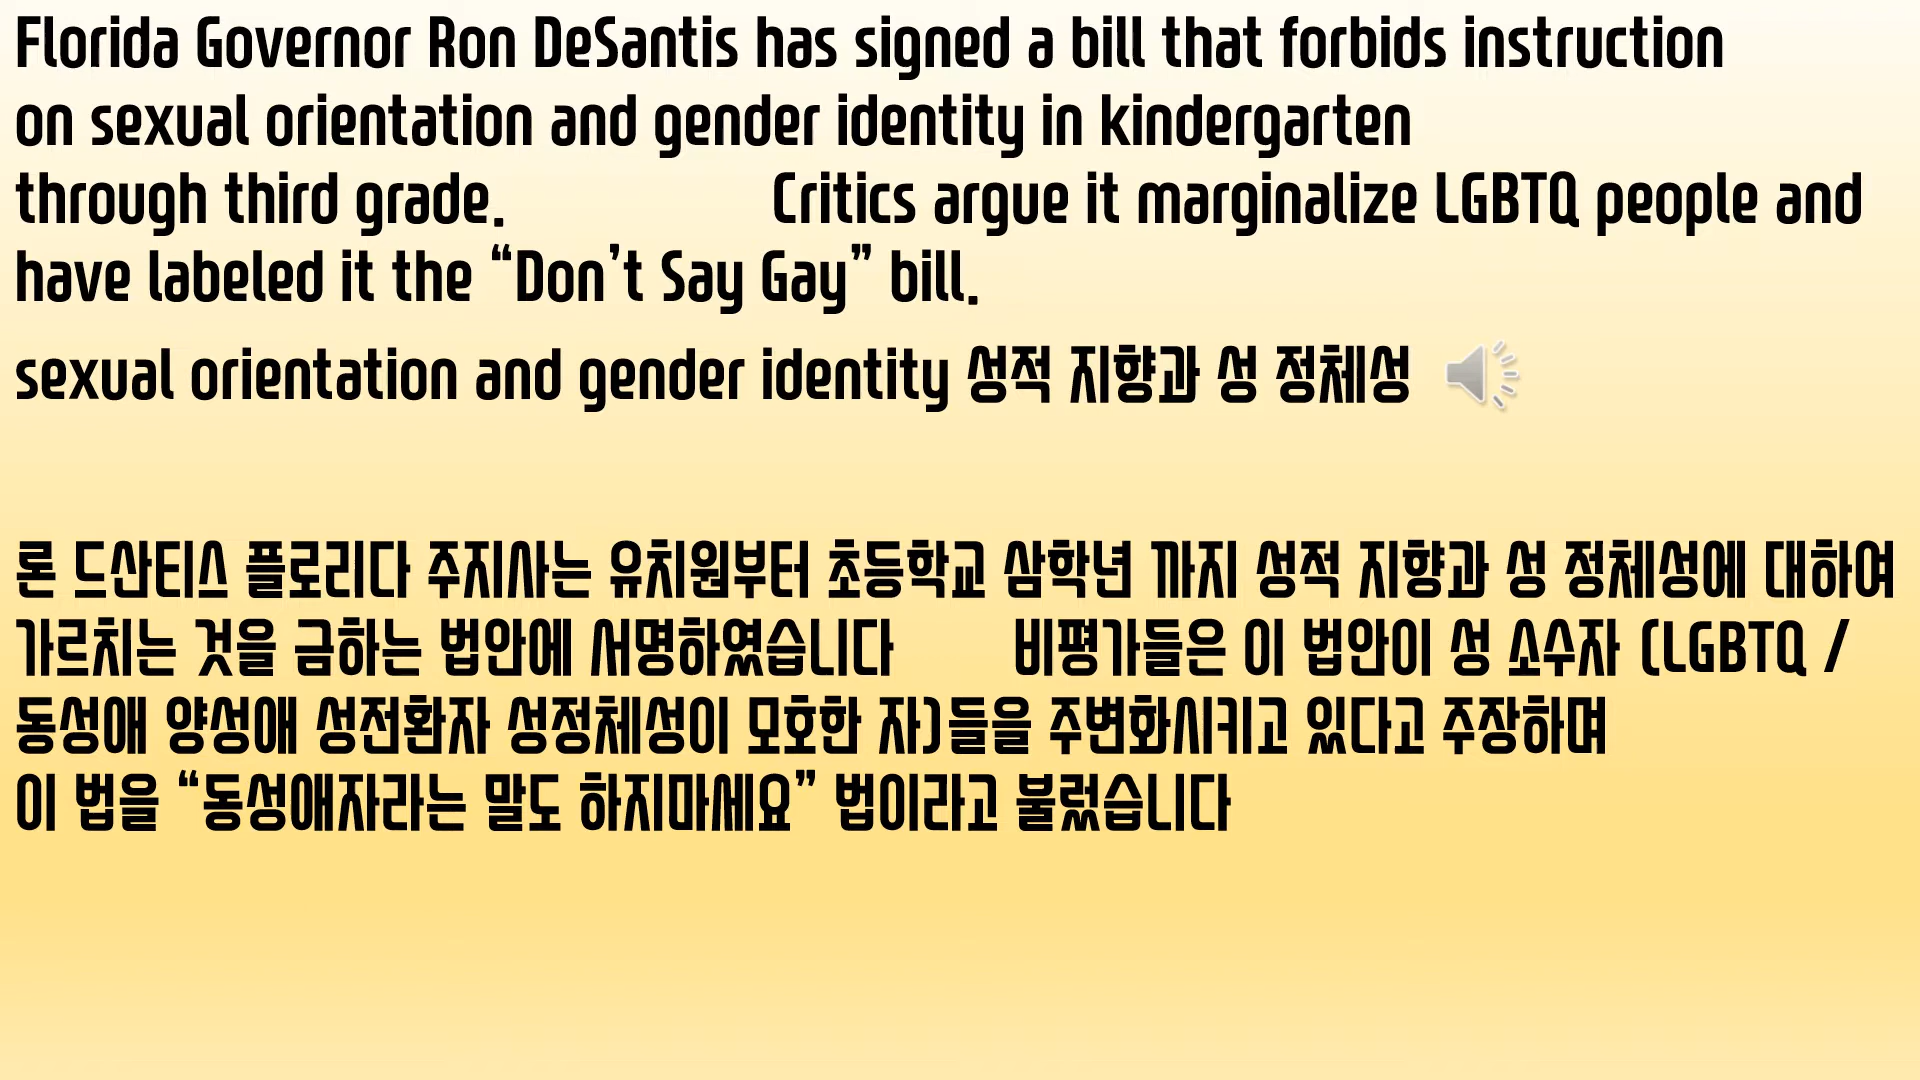 Florida Governor Ron DeSantis has signed a bill that forbids instruction
on sexual orientation and gender identity in kindergarten
through third grade. Critics argue it marginalize LGBTQ people and
have labeled it the “Don’t Say Gay” bill.
sexual orientation and gender identity 성적 지향과 성 정체성
론 드산티스 플로리다 주지사는 유치원부터 초등학교 삼학년 까지 성적 지향과 성 정체성에 대하여
가르치는 것을 금하는 법안에 서명하였습니다 비평가들은 이 법안이 성 소수자 (LGBTQ /
동성애 양성애 성전환자 성정체성이 모호한 자)들을 주변화시키고 있다고 주장하며
이 법을 “동성애자라는 말도 하지마세요” 법이라고 불렀습니다